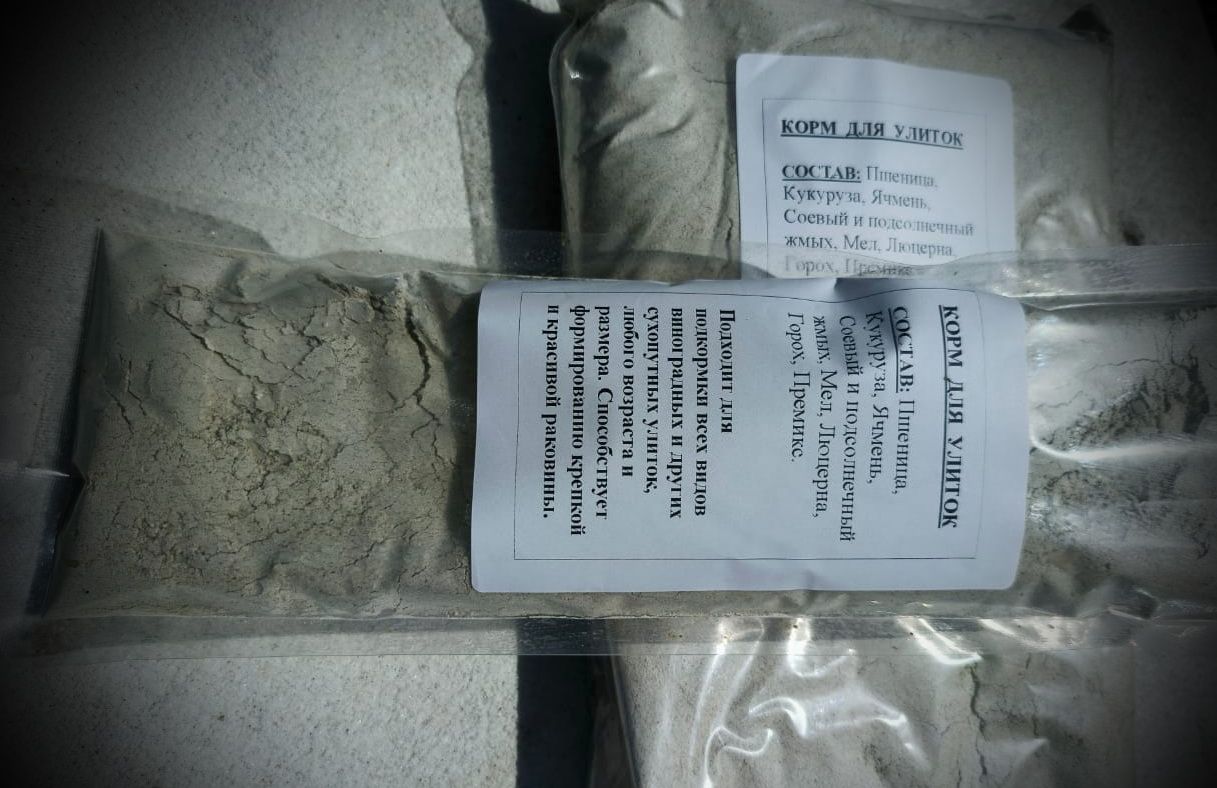 КОРМ ДЛЯ УЛИТОК
СОСТАВ: Пшеница,
Кукуруза, Ячмень,
Соевый и подсолнечный
жмых, Мел, Люцерна,
Горох, Премикс.
КОРМ ДЛЯ УЛИТОК
СОСТАВ: Пшеница,
Кукуруза, Ячмень,
Соевый и подсолнечный
жмых, Мел, Люцерна,
Горох, Премикс.
Подходит для
подкормки всех видов
виноградных и других
сухопутных улиток,
любого возраста и
размера. Способствует
формированию крепкой
и красивой раковины.